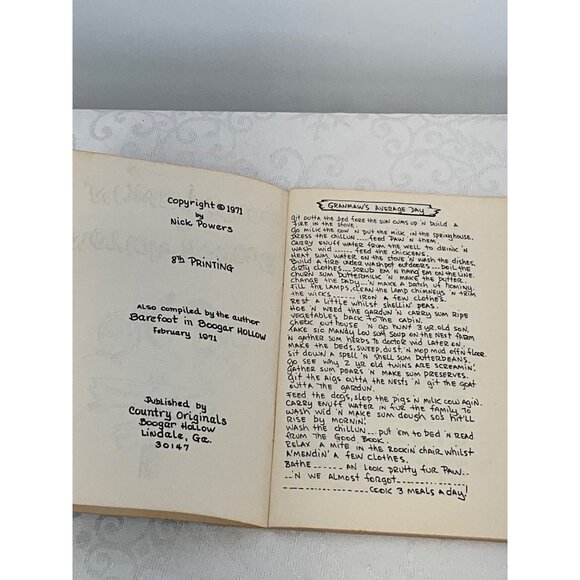 Copyright © 1971
by
Nick Powers
8th PRINTING
Also compiled by the author
Barefoot in Boogar Hollow
February 1971
Published by
Country Originals
Boogar Hollow
Lindale, Ga.
30147
GRANMAW'S AVERAGE DAY
git outta the bed fore the sun cums up 'n build a
fire in the stove.
Go milk the cow 'n put the milk in the springhouse.
Dress the chillun .... feed Paw 'n them.
Carry enuff water from the well to drink 'n
wash wid ...... feed the chickens.
Heat sum water on the stove 'n wash the dishes.
Build a fire under washpot outdoors ... boil the
dirty clothes ... scrub 'em 'n hang 'em on the line.
Churn sum buttermilk 'n make the butter.
Change the baby .. 'n make a batch of hominy.
Fill the lamps, clean the lamp chimneys 'n trim
the wicks ........ iron a few clothes.
Rest a little whilst shellin' peas.
Hoe 'n weed the gardun 'n carry sum ripe
vegetables back to the cabin.
Check outhouse 'n go hunt 3 yr. old son.
Take sic Mandy Lou sum soup on the nest farm
'n gather sum herbs to doctor wid later on.
Make the beds, sweep, dust 'n mop mud off'n floor.
Sit down a spell 'n shell sum butterbeans.
Go see why 2 yr old twins are screamin'.
Gather sum pears 'n make sum preserves.
Git the aigs outta the nests 'n git the goat
outta the gardun.
Feed the dogs, slop the pigs 'n milk cow agin.
Carry enuff water in fur the family to
wash wid 'n make sum dough so's hit'll
rise by mornin'.
Wash the chillun .... put 'em to bed 'n read
frum the Good Book.
Relax a mite in the rockin' chair whilst
a'mendin' a few clothes.
Bathe ........ an look prutty fur Paw...
..'n we almost forgot ..............
................ cook 3 meals a day!